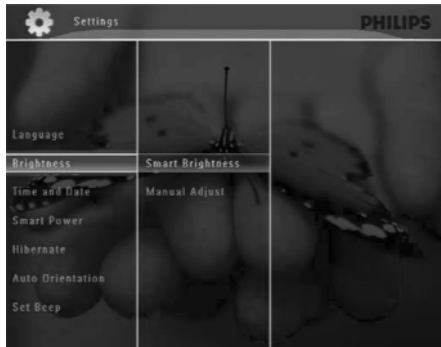 Settings
PHILIPS
Language
Brightness
Smart Brightness
Time and Date
Manual Adjust
Smart Power
Hibernate
Auto Orientation
Set Beep